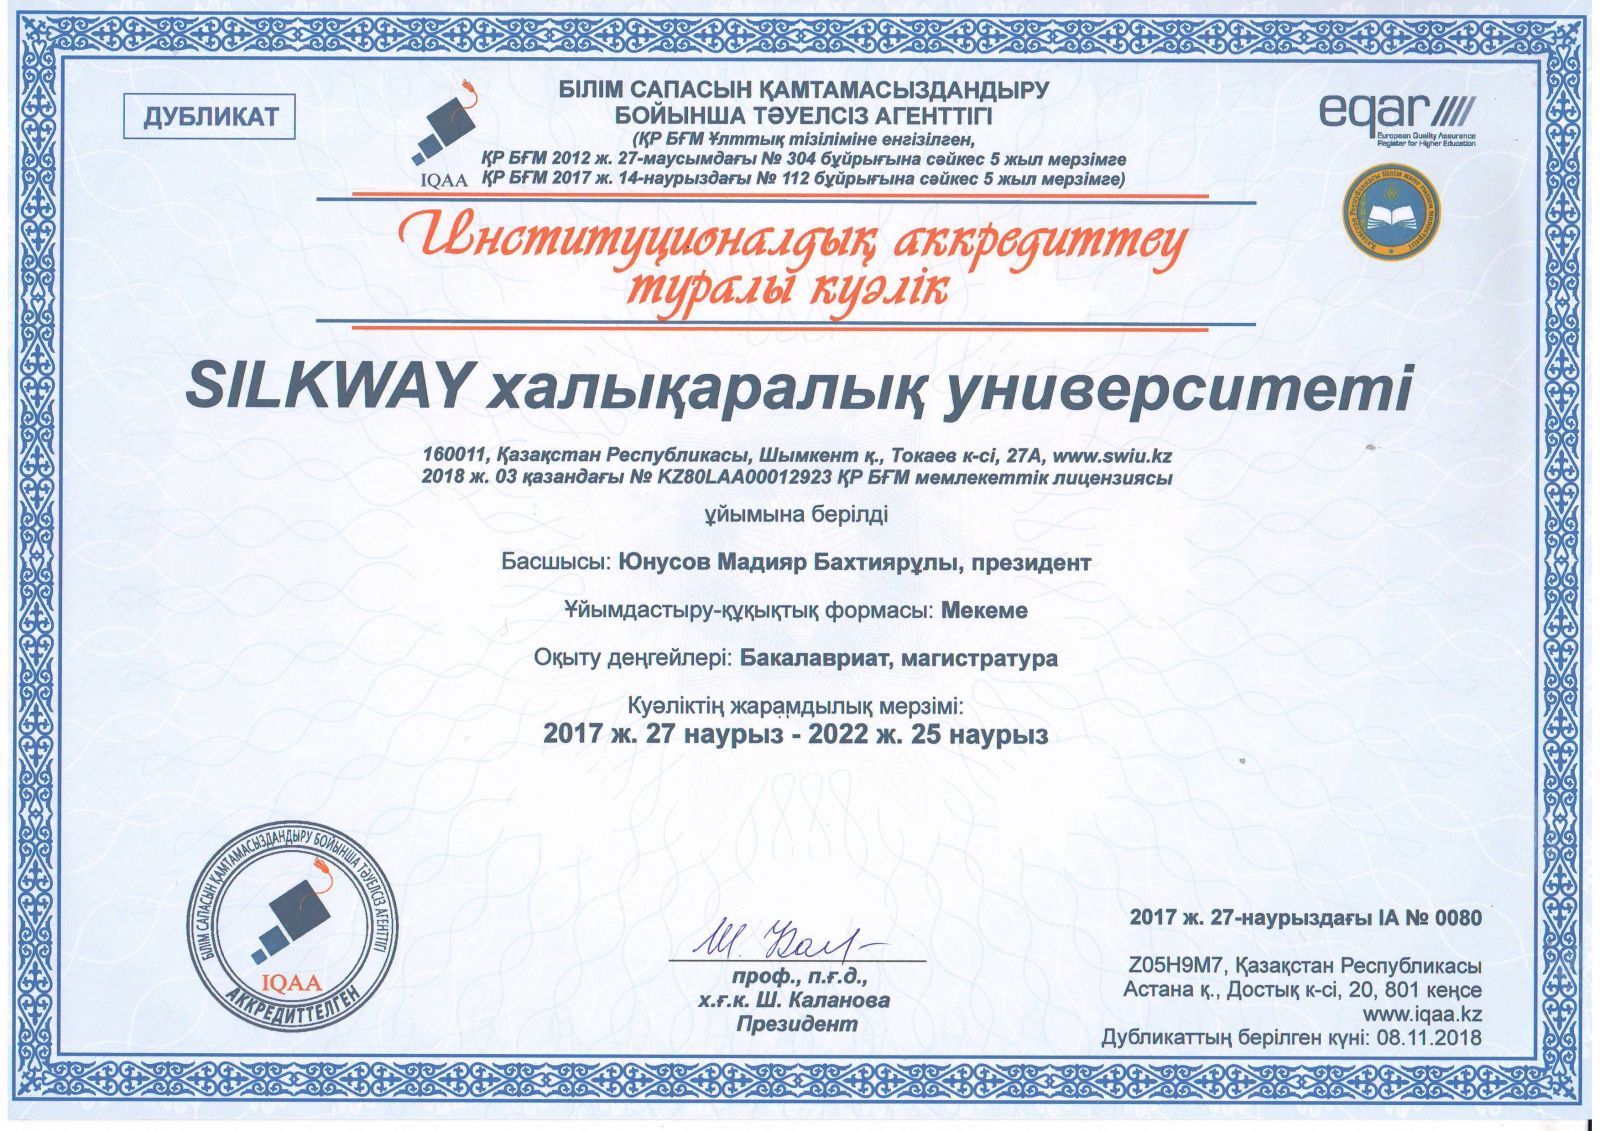 ДУБЛИКАТ
БІЛІМ САПАСЫН ҚАМТАМАСЫЗДАНДЫРУ
БОЙЫНША ТӘУЕЛСІЗ АГЕНТТІГІ
(ҚР БҒМ Ұлттық тізіліміне енгізілген,
ҚР БҒМ 2012 ж. 27-маусымдағы № 304 бұйрығына сәйкес 5 жыл мерзімге
ҚР БҒМ 2017 ж. 14-наурыздағы № 112 бұйрығына сәйкес 5 жыл мерзімге)
IQAA
eqar////
European Quality Assurance
Register for Higher Education
Институционалдық аккредиттеу
туралы куәлік
SILKWAY халықаралық университеті
160011, Қазақстан Республикасы, Шымкент қ., Токаев к-сі, 27А, www.swiu.kz
2018 ж. 03 қазандағы № KZ80LAA00012923 ҚР БҒМ мемлекеттік лицензиясы
ұйымына берілді
Басшысы: Юнусов Мадияр Бахтиярұлы, президент
Ұйымдастыру-құқықтық формасы: Мекеме
Оқыту деңгейлері: Бакалавриат, магистратура
Куәліктің жарамдылық мерзімі:
2017 ж. 27 наурыз - 2022 ж. 25 наурыз
БІЛІМ САПАСЫН ҚАМТАМАСЫЗДАНДЫРУ БОЙЫНША ТӘУЕЛСІЗ АГЕНТТІГІ
IQAA
АККРЕДИТТЕЛГЕН
проф., п.ғ.д.,
х.ғ.к. Ш. Каланова
Президент
2017 ж. 27-наурыздағы IA № 0080
Z05H9M7, Қазақстан Республикасы
Астана қ., Достық к-сі, 20, 801 кеңсе
www.iqaa.kz
Дубликаттың берілген күні: 08.11.2018